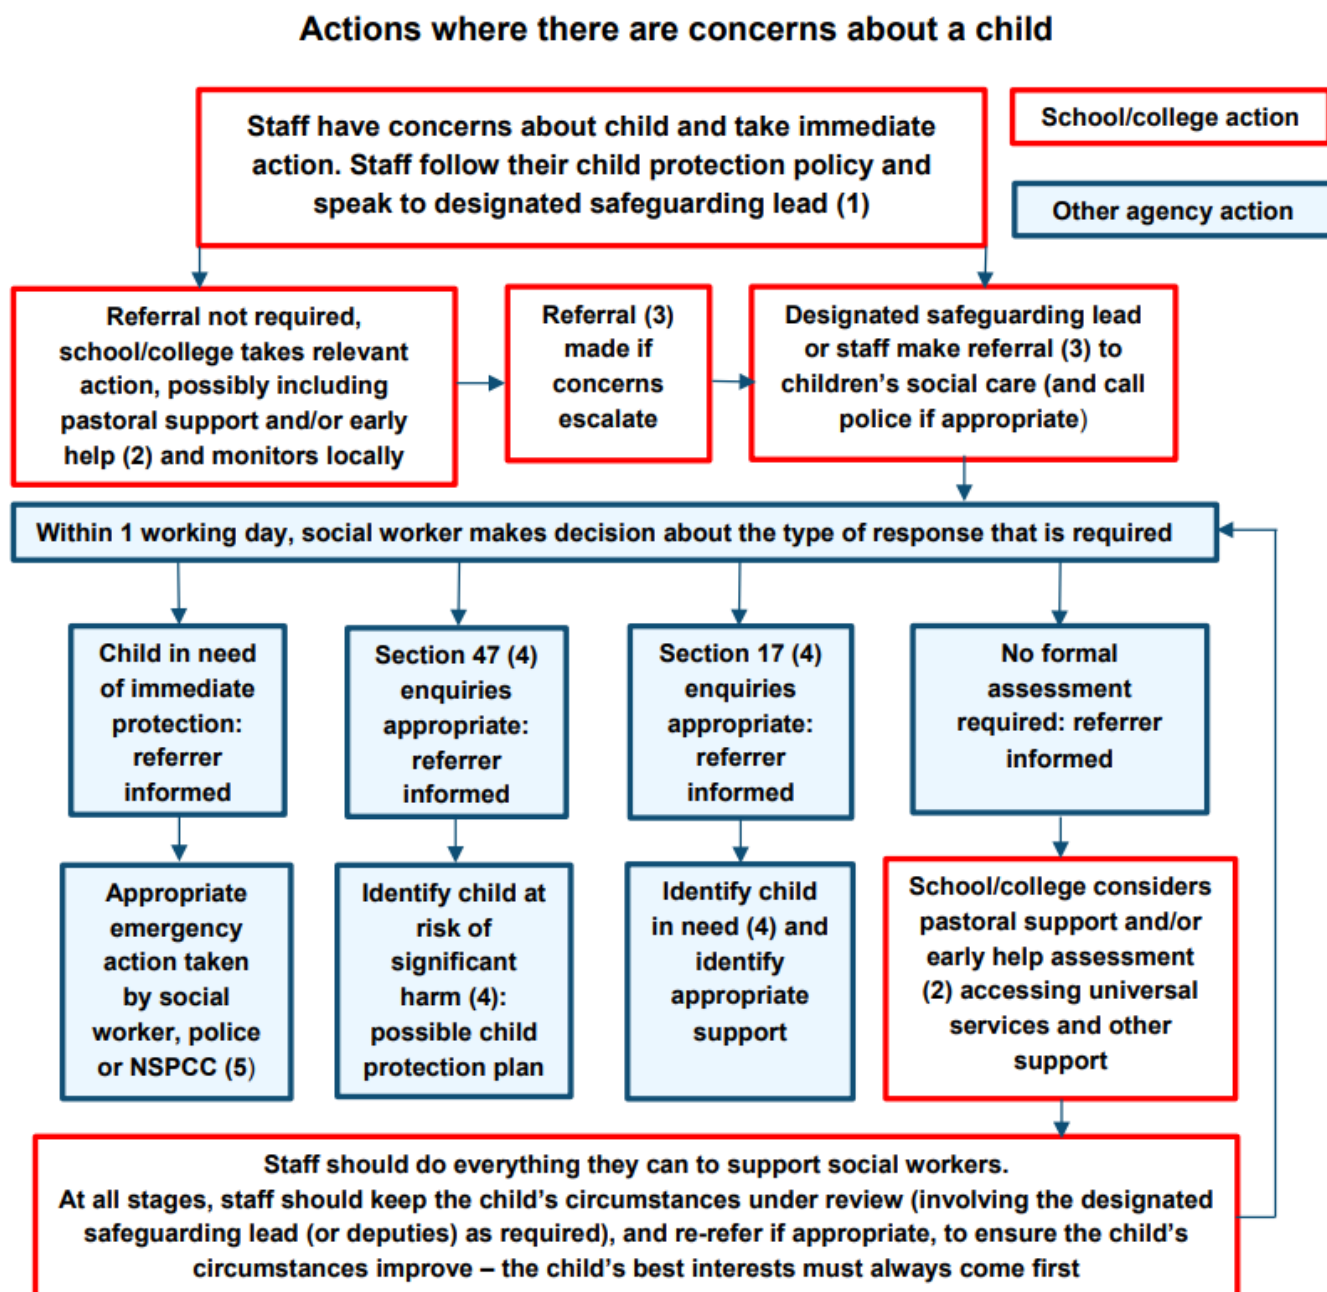 Actions where there are concerns about a child
Staff have concerns about child and take immediate
action. Staff follow their child protection policy and
speak to designated safeguarding lead (1)
School/college action
Other agency action
Referral not required,
school/college takes relevant
action, possibly including
pastoral support and/or early
help (2) and monitors locally
Referral (3)
made if
concerns
escalate
Designated safeguarding lead
or staff make referral (3) to
children’s social care (and call
police if appropriate)
Within 1 working day, social worker makes decision about the type of response that is required
Child in need
of immediate
protection:
referrer
informed
Section 47 (4)
enquiries
appropriate:
referrer
informed
Section 17 (4)
enquiries
appropriate:
referrer
informed
No formal
assessment
required: referrer
informed
Appropriate
emergency
action taken
by social
worker, police
or NSPCC (5)
Identify child at
risk of
significant
harm (4):
possible child
protection plan
Identify child
in need (4) and
identify
appropriate
support
School/college considers
pastoral support and/or
early help assessment
(2) accessing universal
services and other
support
Staff should do everything they can to support social workers.
At all stages, staff should keep the child’s circumstances under review (involving the designated
safeguarding lead (or deputies) as required), and re-refer if appropriate, to ensure the child’s
circumstances improve – the child’s best interests must always come first